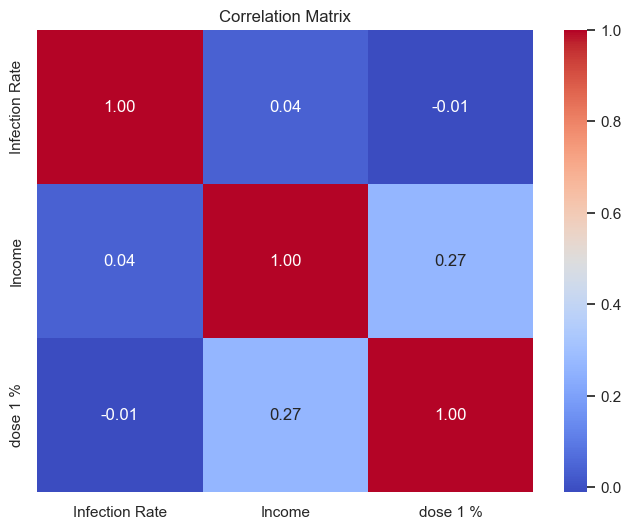 Correlation Matrix
Infection Rate
1.00
0.04
-0.01
Income
0.04
1.00
0.27
dose 1 %
-0.01
0.27
1.00
Infection Rate
Income
dose 1 %
1.0
0.8
0.6
0.4
0.2
0.0